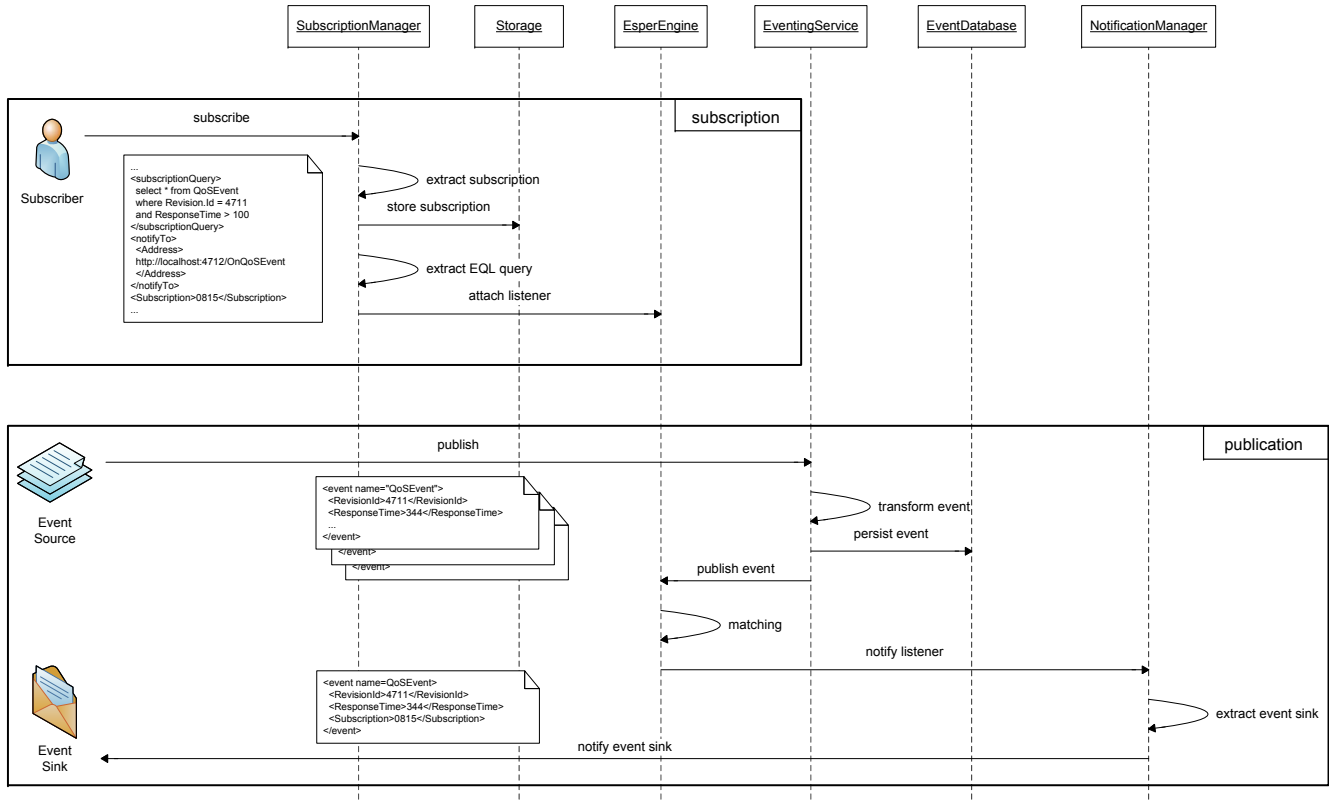 SubscriptionManager
Storage
EsperEngine
EventingService
EventDatabase
NotificationManager
subscription
subscribe
Subscriber
...
<subscriptionQuery>
select * from QoSEvent
where Revision.Id = 4711
and ResponseTime > 100
</subscriptionQuery>
<notifyTo>
<Address>
http://localhost:4712/OnQoSEvent
</Address>
</notifyTo>
<Subscription>0815</Subscription>
...
extract subscription
store subscription
extract EQL query
attach listener
publication
publish
Event
Source
<event name="QoSEvent">
<RevisionId>4711</RevisionId>
<ResponseTime>344</ResponseTime>
...
</event>
</event>
</event>
transform event
persist event
publish event
matching
notify listener
<event name=QoSEvent>
<RevisionId>4711</RevisionId>
<ResponseTime>344</ResponseTime>
<Subscription>0815</Subscription>
</event>
extract event sink
notify event sink
Event
Sink